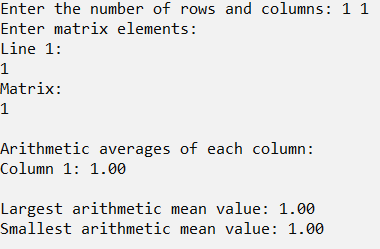 Enter the number of rows and columns: 1 1
Enter matrix elements:
Line 1:
1
Matrix:
1
Arithmetic averages of each column:
Column 1: 1.00
Largest arithmetic mean value: 1.00
Smallest arithmetic mean value: 1.00